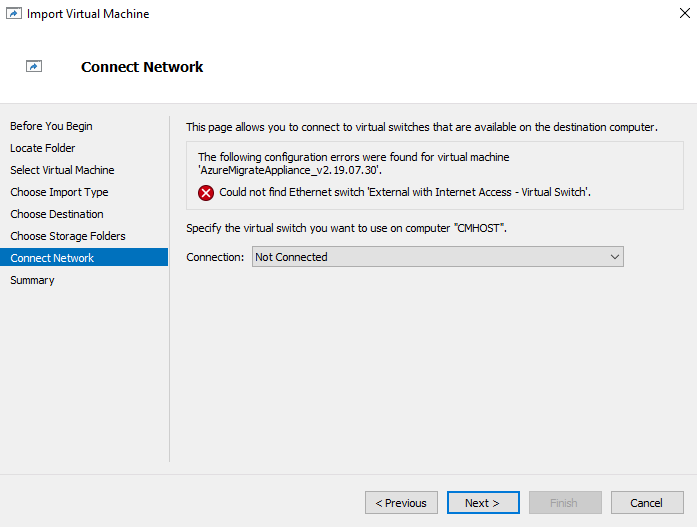 Import Virtual Machine
Connect Network
Before You Begin
Locate Folder
Select Virtual Machine
Choose Import Type
Choose Destination
Choose Storage Folders
Connect Network
Summary
This page allows you to connect to virtual switches that are available on the destination computer.
The following configuration errors were found for virtual machine
'AzureMigrateAppliance_v2.19.07.30'.
Could not find Ethernet switch 'External with Internet Access - Virtual Switch'.
Specify the virtual switch you want to use on computer "CMHOST".
Connection: Not Connected
< Previous Next > Finish Cancel